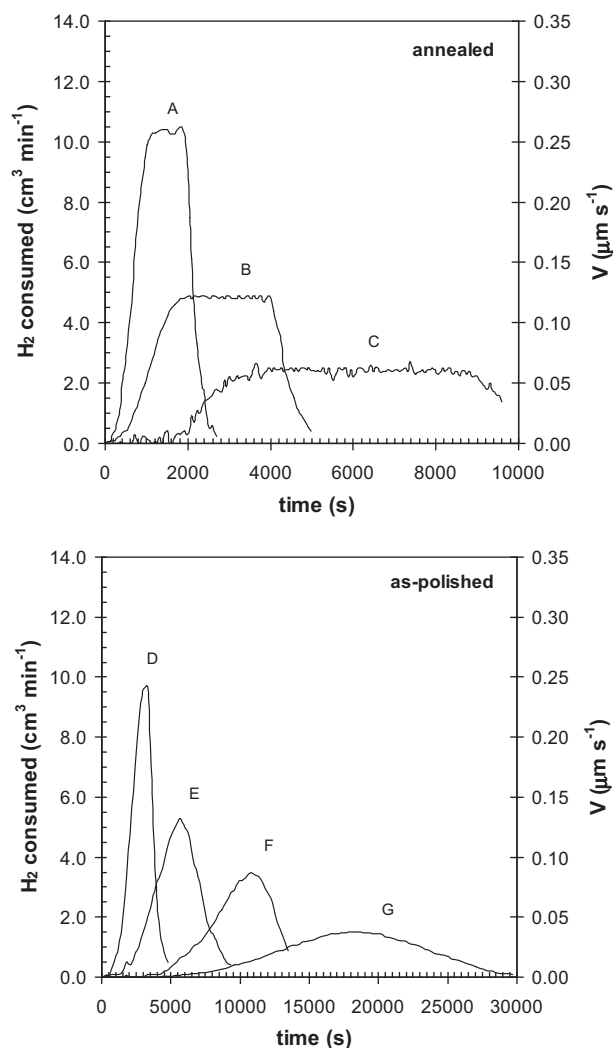 annealed
14.0
12.0
10.0
8.0
6.0
4.0
2.0
0.0
H2 consumed (cm3 min-1)
A
B
C
0.35
0.30
0.25
0.20
0.15
0.10
0.05
0.00
V (μm s-1)
0 2000 4000 6000 8000 10000
time (s)
as-polished
14.0
12.0
10.0
8.0
6.0
4.0
2.0
0.0
H2 consumed (cm3 min-1)
D
E
F
G
0.35
0.30
0.25
0.20
0.15
0.10
0.05
0.00
V (μm s-1)
0 5000 10000 15000 20000 25000 30000
time (s)